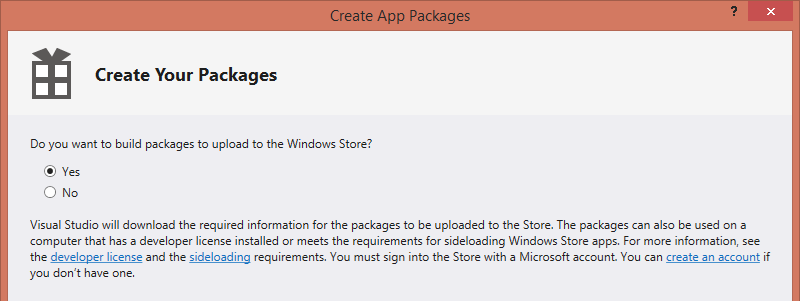 Create App Packages
?
Create Your Packages
Do you want to build packages to upload to the Windows Store?
Yes
No
Visual Studio will download the required information for the packages to be uploaded to the Store. The packages can also be used on a
computer that has a developer license installed or meets the requirements for sideloading Windows Store apps. For more information, see
the developer license and the sideloading requirements. You must sign into the Store with a Microsoft account. You can create an account if
you don’t have one.